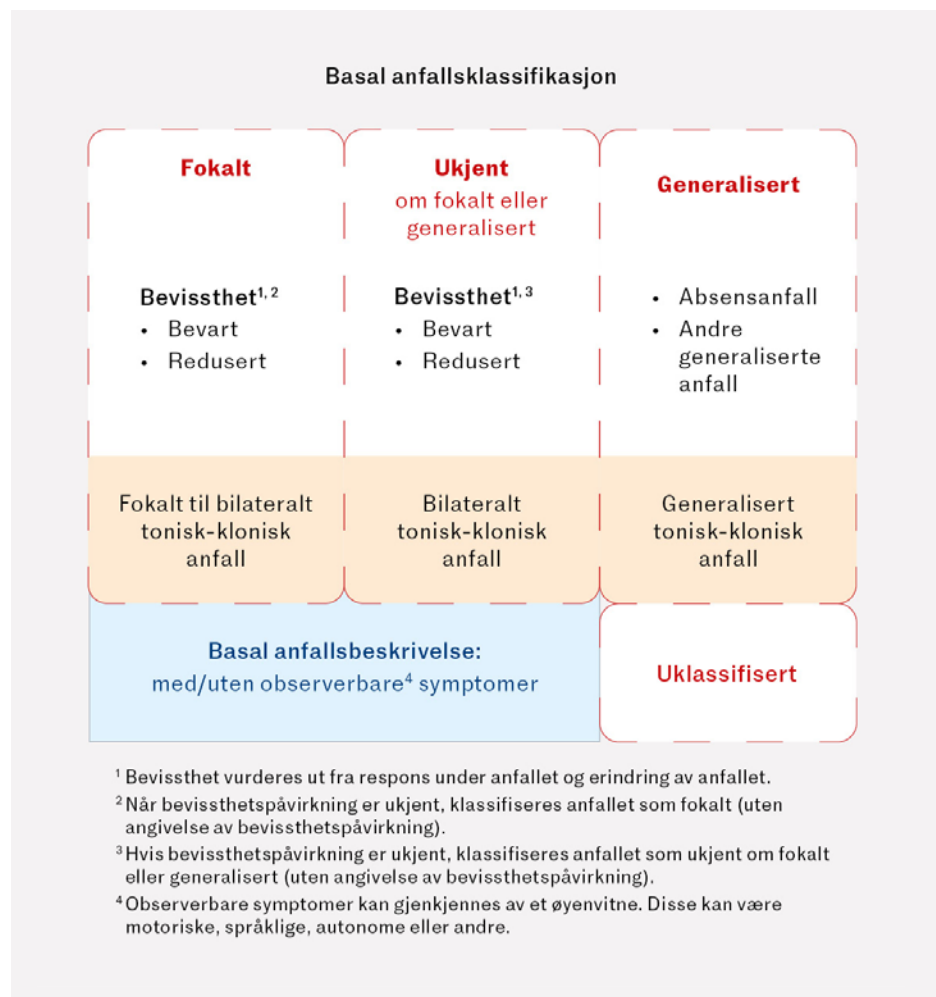 Basal anfallsklassifikasjon
Fokalt
Ukjent
om fokalt eller
generalisert
Generalisert
Bevissthet1, 2
• Bevart
• Redusert
Bevissthet1, 3
• Bevart
• Redusert
• Absensanfall
• Andre
generaliserte
anfall
Fokalt til bilateralt
tonisk-klonisk
anfall
Bilateralt
tonisk-klonisk
anfall
Generalisert
tonisk-klonisk
anfall
Basal anfallsbeskrivelse:
med/uten observerbare4 symptomer
Uklassifisert
1 Bevissthet vurderes ut fra respons under anfallet og erindring av anfallet.
2 Når bevissthetspåvirkning er ukjent, klassifiseres anfallet som fokalt (uten
angivelse av bevissthetspåvirkning).
3 Hvis bevissthetspåvirkning er ukjent, klassifiseres anfallet som ukjent om fokalt
eller generalisert (uten angivelse av bevissthetspåvirkning).
4 Observerbare symptomer kan gjenkjennes av et øyenvitne. Disse kan være
motoriske, språklige, autonome eller andre.